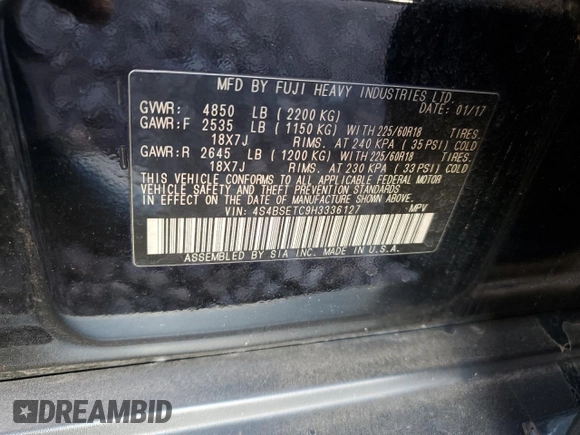 MFD BY FUJI HEAVY INDUSTRIES LTD.
GVWR: 4850 LB (2200 KG) DATE: 01/17
GAWR:F 2535 LB (1150 KG) WITH 225/60R18 TIRES.
18X7J RIMS. AT 240 KPA (35 PSI) COLD
GAWR:R 2645 LB (1200 KG) WITH 225/60R18 TIRES.
18X7J RIMS. AT 230 KPA (33 PSI) COLD
THIS VEHICLE CONFORMS TO ALL APPLICABLE FEDERAL MOTOR
VEHICLE SAFETY AND THEFT PREVENTION STANDARDS
IN EFFECT ON THE DATE OF MANUFACTURE SHOWN ABOVE.
VIN: 4S4BSETC9H3336127 MPV
ASSEMBLED BY SIA INC. MADE IN U.S.A.
DREAMBID